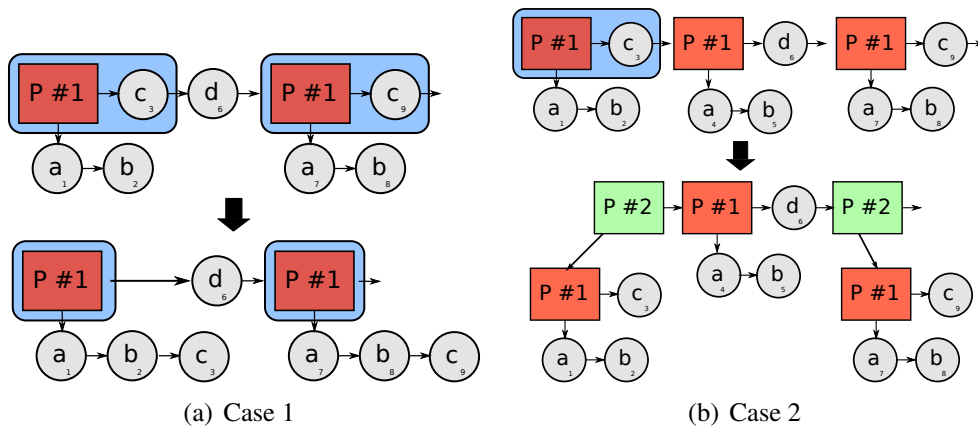 P #1 c 3 d 6 P #1 c 9
a 1 b 2 a 7 b 8
P #1 d 6 P #1
a 1 b 2 c 3 a 7 b 8 c 9
(a) Case 1
P #1 c 3 P #1 d 6 P #1 c 9
a 1 b 2 a 4 b 5 a 7 b 8
P #2 P #1 d 6 P #2
P #1 c 3 a 4 b 5 P #1 c 9
a 1 b 2 a 7 b 8
(b) Case 2